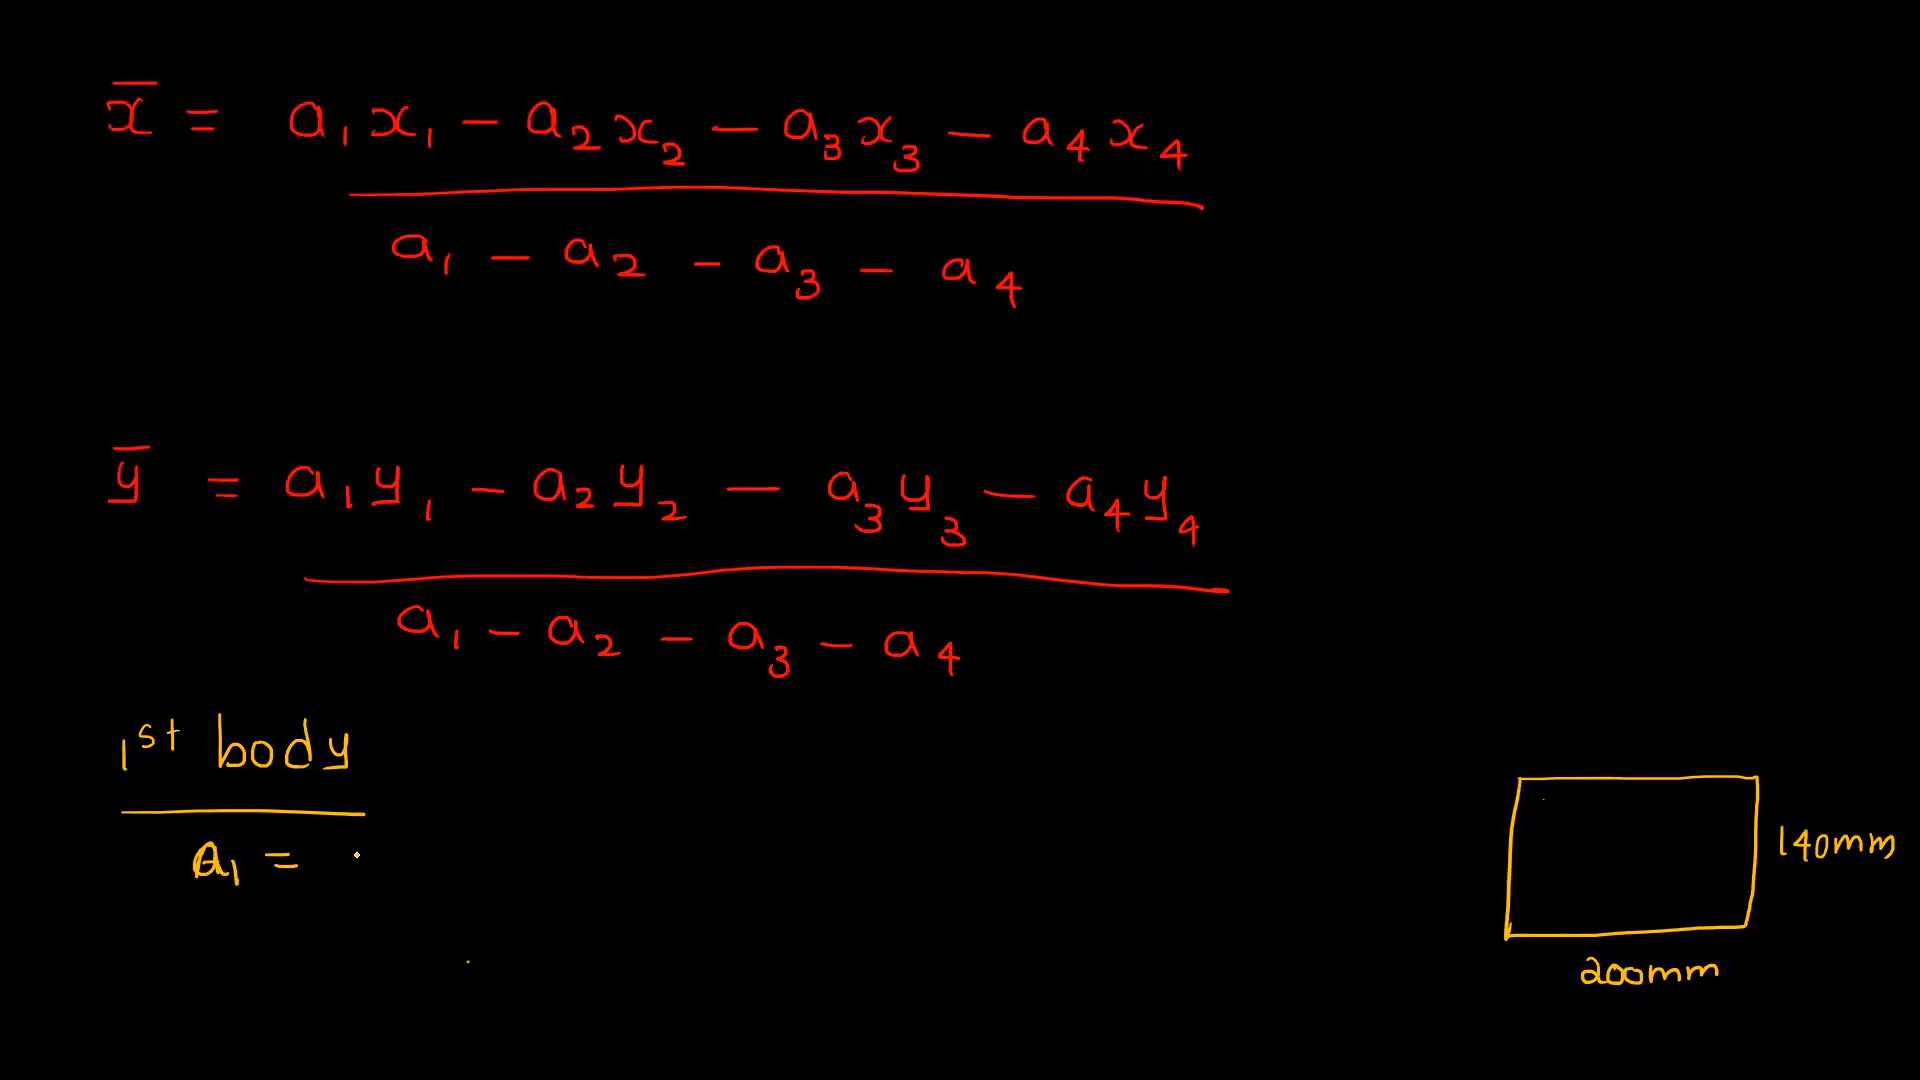 x̅ = a₁x₁ - a₂x₂ - a₃x₃ - a₄x₄
a₁ - a₂ - a₃ - a₄
y̅ = a₁y₁ - a₂y₂ - a₃y₃ - a₄y₄
a₁ - a₂ - a₃ - a₄
1st body
a₁ =
140mm
200mm